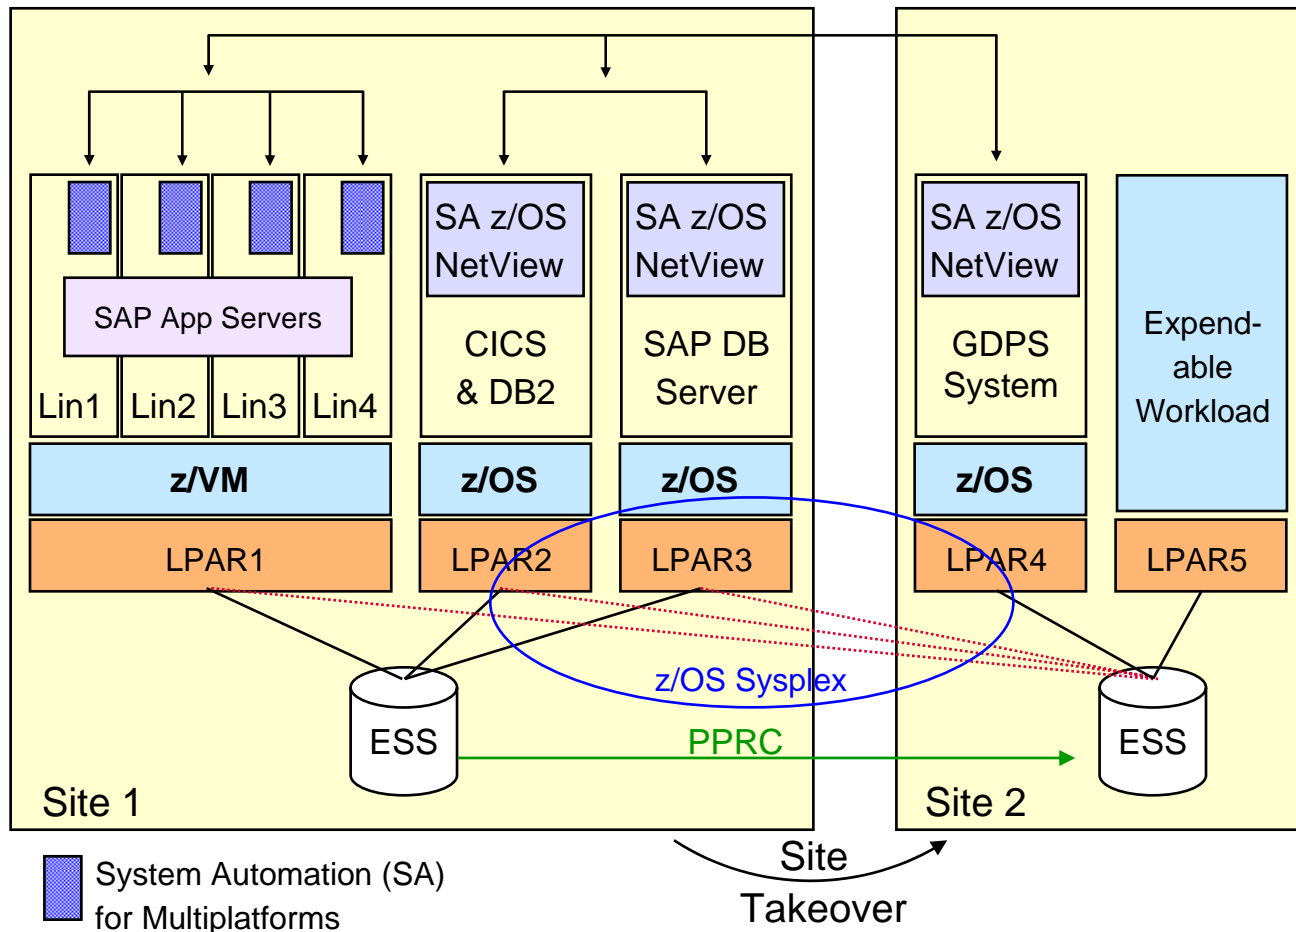 SA z/OS
NetView
SA z/OS
NetView
SA z/OS
NetView
SAP App Servers
CICS
& DB2
SAP DB
Server
GDPS
System
Expend-
able
Workload
Lin1
Lin2
Lin3
Lin4
z/VM
z/OS
z/OS
z/OS
LPAR1
LPAR2
LPAR3
LPAR4
LPAR5
z/OS Sysplex
ESS
PPRC
ESS
Site 1
Site 2
Site
Takeover
System Automation (SA)
for Multiplatforms